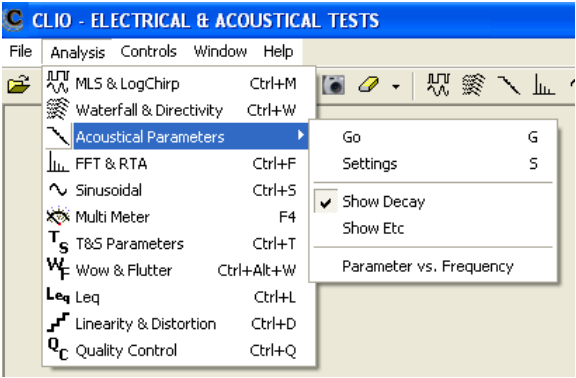 CLIO - ELECTRICAL & ACOUSTICAL TESTS
File Analysis Controls Window Help
MLS & LogChirp Ctrl+M
Waterfall & Directivity Ctrl+W
Acoustical Parameters
FFT & RTA Ctrl+F
Sinusoidal Ctrl+S
Multi Meter F4
T&S Parameters Ctrl+T
Wow & Flutter Ctrl+Alt+W
Leq Leq Ctrl+L
Linearity & Distortion Ctrl+D
Quality Control Ctrl+Q
Go G
Settings S
Show Decay
Show Etc
Parameter vs. Frequency